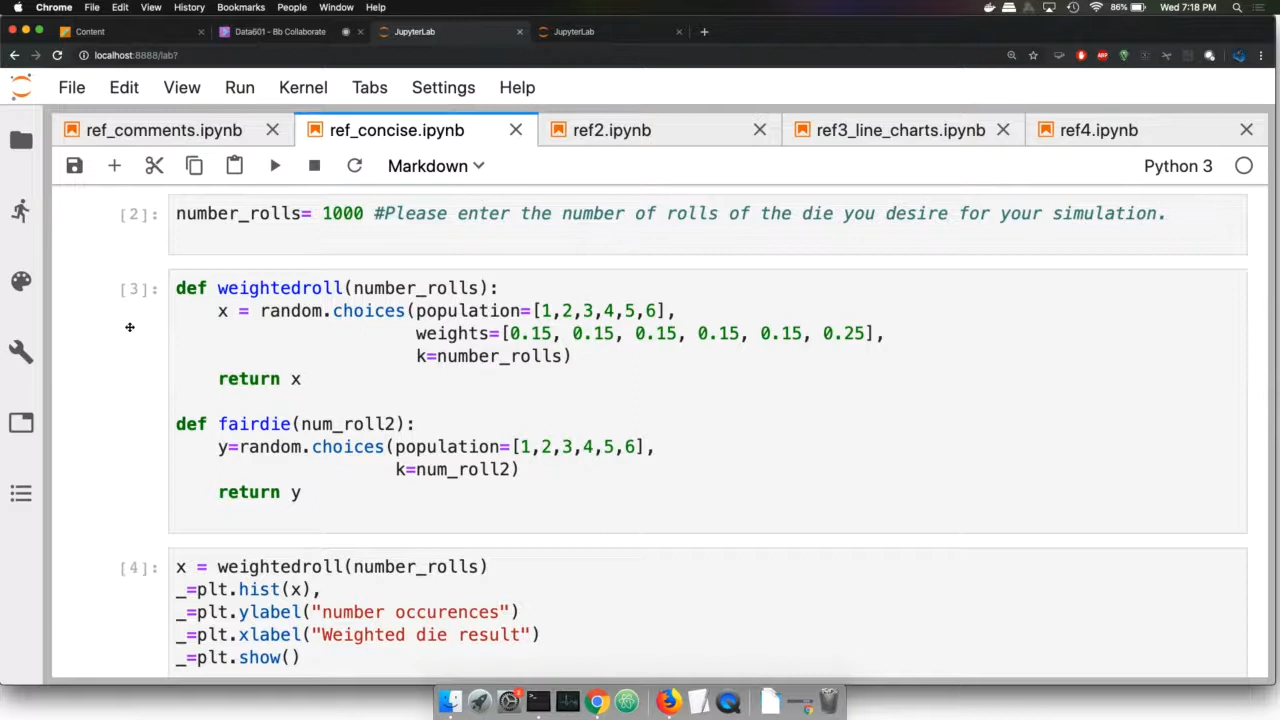 Chrome File Edit View History Bookmarks People Window Help 86% Wed 7:18 PM
Content Data601 - Bb Collaborate JupyterLab JupyterLab
localhost:8888/lab?
File Edit View Run Kernel Tabs Settings Help
ref_comments.ipynb ref_concise.ipynb ref2.ipynb ref3_line_charts.ipynb ref4.ipynb
Markdown Python 3
[2]: number_rolls= 1000 #Please enter the number of rolls of the die you desire for your simulation.
[3]: def weightedroll(number_rolls):
x = random.choices(population=[1,2,3,4,5,6],
weights=[0.15, 0.15, 0.15, 0.15, 0.15, 0.25],
k=number_rolls)
return x
def fairdie(num_roll2):
y=random.choices(population=[1,2,3,4,5,6],
k=num_roll2)
return y
[4]: x = weightedroll(number_rolls)
_=plt.hist(x),
_=plt.ylabel("number occurences")
_=plt.xlabel("Weighted die result")
_=plt.show()